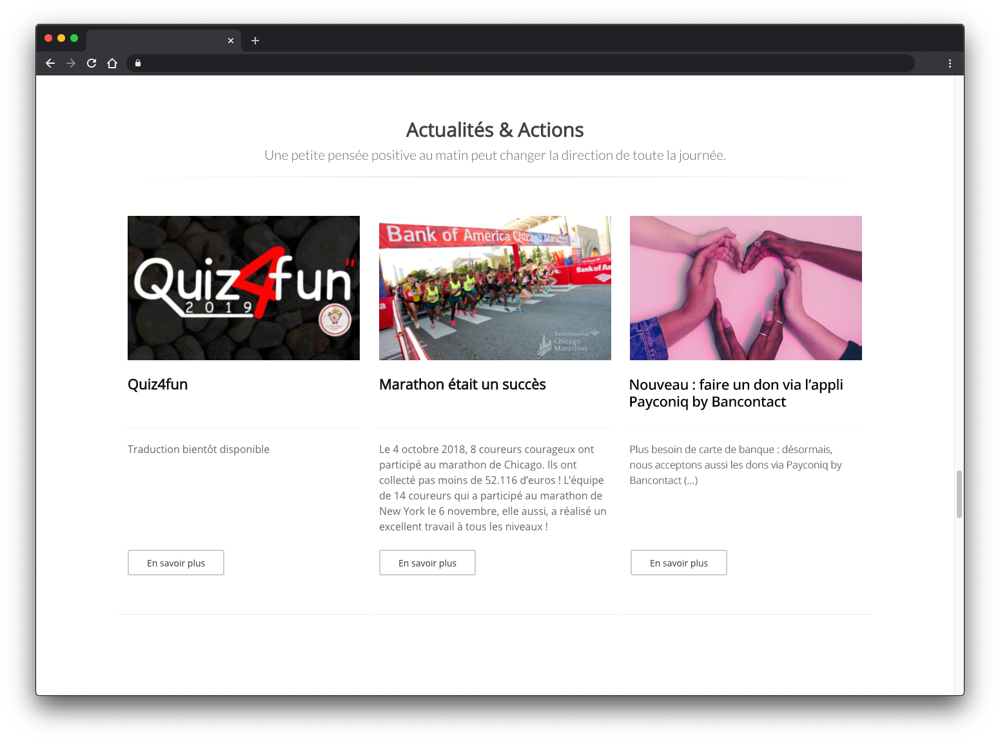 Actualités & Actions
Une petite pensée positive au matin peut changer la direction de toute la journée.
Quiz4fun"
2019
Bank of America Chicago Marathon
Bank of Am
Bank of America
Chicago
Marathon
Quiz4fun
Marathon était un succès
Nouveau : faire un don via l’appli
Payconiq by Bancontact
Traduction bientôt disponible
Le 4 octobre 2018, 8 coureurs courageux ont
participé au marathon de Chicago. Ils ont
collecté pas moins de 52.116 d’euros ! L’équipe
de 14 coureurs qui a participé au marathon de
New York le 6 novembre, elle aussi, a réalisé un
excellent travail à tous les niveaux !
Plus besoin de carte de banque : désormais,
nous acceptons aussi les dons via Payconiq by
Bancontact (...)
En savoir plus
En savoir plus
En savoir plus